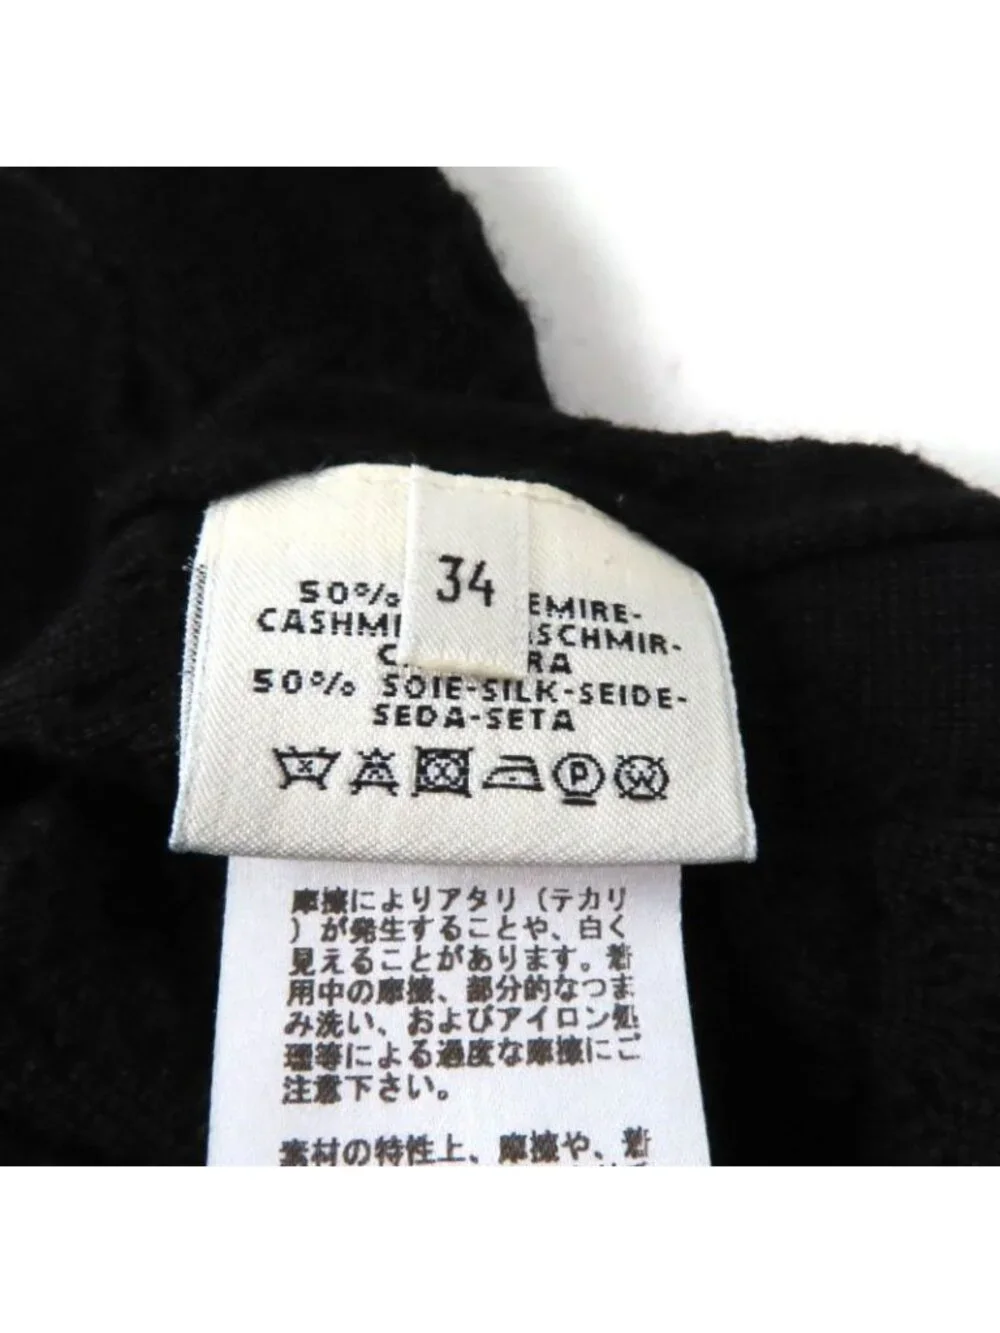 34
50% EMIRE-
CASHMI SCHMIR-
C RA
50% SOIE-SILK-SEIDE-
SEDA-SETA
P W
摩擦によりアタリ（テカリ
）が発生することや、白く
見えることがあります。着
用中の摩擦、部分的なつま
み洗い、およびアイロン処
理等による過度な摩擦にご
注意下さい。
素材の特性上、摩擦や、着